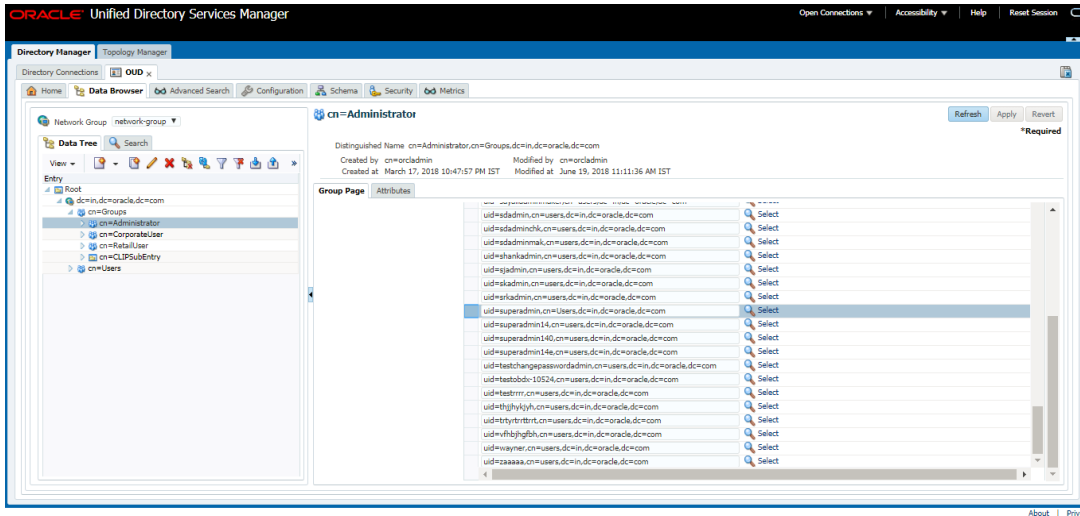 ORACLE Unified Directory Services Manager
Open Connections Accessibility Help Reset Session
Directory Manager Topology Manager
Directory Connections OUD
Home Data Browser Advanced Search Configuration Schema Security Metrics
Network Group network-group
Data Tree Search
View
Entry
Root
dc=in,dc=oracle,dc=com
cn=Groups
cn=Administrator
cn=CorporateUser
cn=RetailUser
cn=CLIPSubEntry
cn=Users
cn=Administrator
Refresh Apply Revert
*Required
Distinguished Name cn=Administrator,cn=Groups,dc=in,dc=oracle,dc=com
Created by cn=orcladmin Modified by cn=orcladmin
Created at March 17, 2018 10:47:57 PM IST Modified at June 19, 2018 11:11:36 AM IST
Group Page Attributes
uid=sdadmin,cn=users,dc=in,dc=oracle,dc=com Select
uid=sdadminchk,cn=users,dc=in,dc=oracle,dc=com Select
uid=sdadminmak,cn=users,dc=in,dc=oracle,dc=com Select
uid=shankadmin,cn=users,dc=in,dc=oracle,dc=com Select
uid=sjadmin,cn=users,dc=in,dc=oracle,dc=com Select
uid=skadmin,cn=users,dc=in,dc=oracle,dc=com Select
uid=srkadmin,cn=users,dc=in,dc=oracle,dc=com Select
uid=superadmin,cn=Users,dc=in,dc=oracle,dc=com Select
uid=superadmin14,cn=users,dc=in,dc=oracle,dc=com Select
uid=superadmin140,cn=users,dc=in,dc=oracle,dc=com Select
uid=superadmin14e,cn=users,dc=in,dc=oracle,dc=com Select
uid=testchangepasswordadmin,cn=users,dc=in,dc=oracle,dc=com Select
uid=testobdx-10524,cn=users,dc=in,dc=oracle,dc=com Select
uid=testrrr,cn=users,dc=in,dc=oracle,dc=com Select
uid=thjjhykjyh,cn=users,dc=in,dc=oracle,dc=com Select
uid=trtyrtrrttrrt,cn=users,dc=in,dc=oracle,dc=com Select
uid=vfhbjhgfbh,cn=users,dc=in,dc=oracle,dc=com Select
uid=wayner,cn=users,dc=in,dc=oracle,dc=com Select
uid=zaaaaa,cn=users,dc=in,dc=oracle,dc=com Select
About | Priv